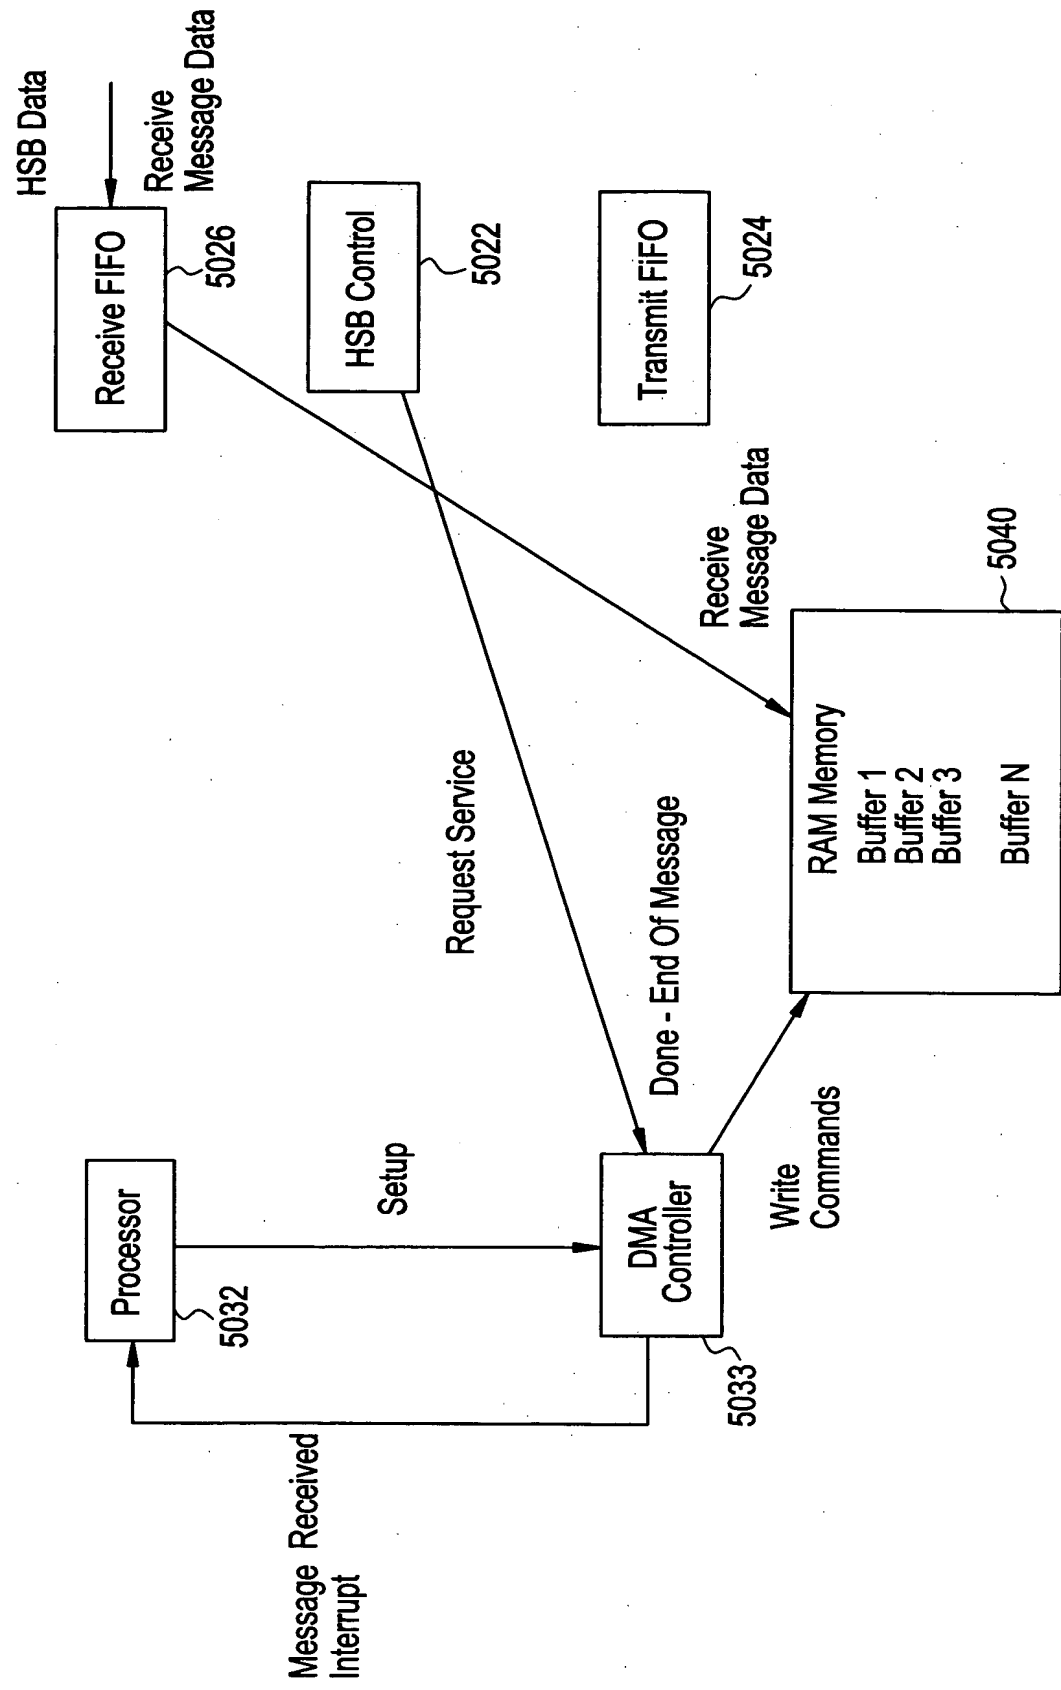 HSB Data
Receive
Message Data
Receive FIFO
5026
HSB Control
5022
Transmit FiFO
5024
Processor
5032
Setup
Message Received
Interrupt
Request Service
Done - End Of Message
DMA
Controller
5033
Write
Commands
Receive
Message Data
RAM Memory
Buffer 1
Buffer 2
Buffer 3
Buffer N
5040